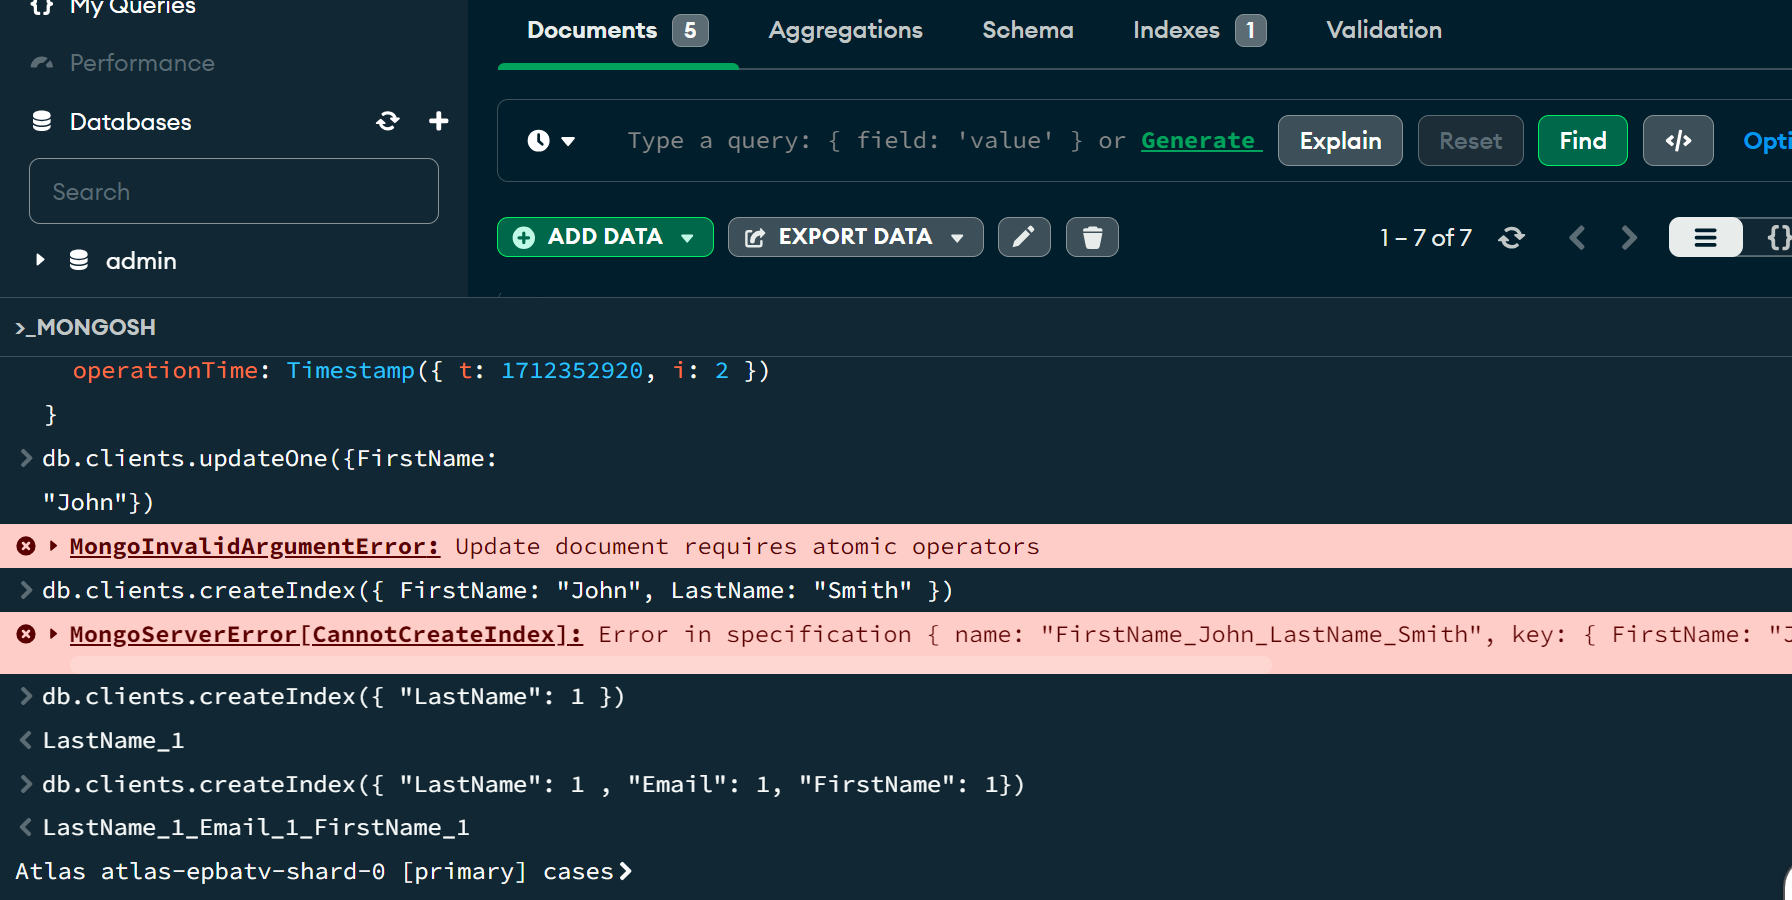 {} My Queries
Performance
Databases
Search
admin
Documents 5 Aggregations Schema Indexes 1 Validation
Type a query: { field: 'value' } or Generate Explain Reset Find </> Opti
ADD DATA EXPORT DATA 1 – 7 of 7 {}
>_MONGOSH
operationTime: Timestamp({ t: 1712352920, i: 2 })
}
> db.clients.updateOne({FirstName:
"John"})
MongoInvalidArgumentError: Update document requires atomic operators
> db.clients.createIndex({ FirstName: "John", LastName: "Smith" })
MongoServerError[CannotCreateIndex]: Error in specification { name: "FirstName_John_LastName_Smith", key: { FirstName: "J
> db.clients.createIndex({ "LastName": 1 })
< LastName_1
> db.clients.createIndex({ "LastName": 1 , "Email": 1, "FirstName": 1})
< LastName_1_Email_1_FirstName_1
Atlas atlas-epbatv-shard-0 [primary] cases>